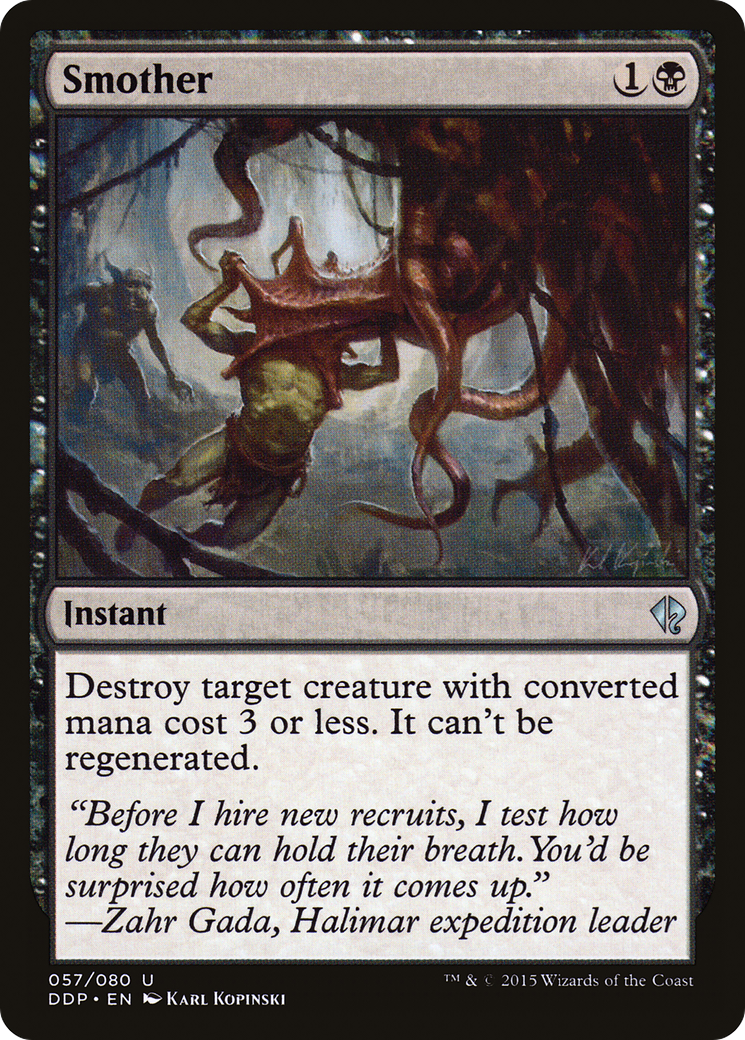 Smother
1
Instant
Destroy target creature with converted
mana cost 3 or less. It can't be
regenerated.
"Before I hire new recruits, I test how
long they can hold their breath. You'd be
surprised how often it comes up."
—Zahr Gada, Halimar expedition leader
057/080 U
™ & © 2015 Wizards of the Coast
DDP • EN Karl Kopinski